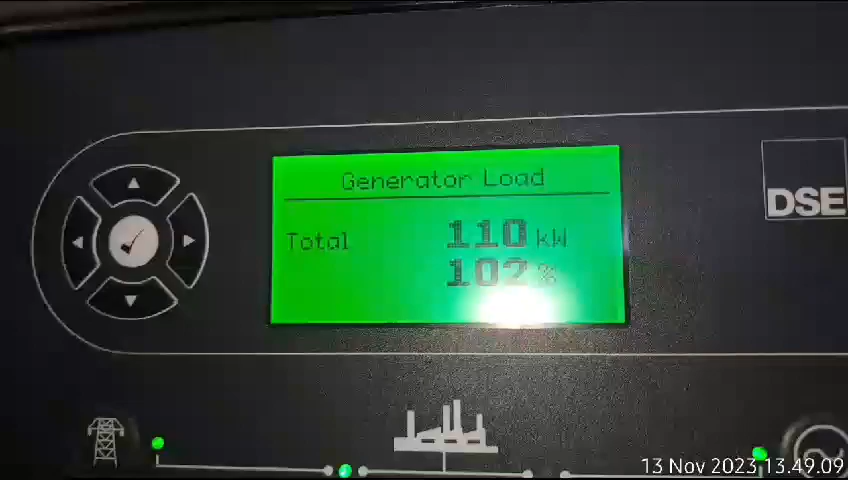 Generator Load
DSE
Total 110 kW
102 %
13 Nov 2023 13.49.09